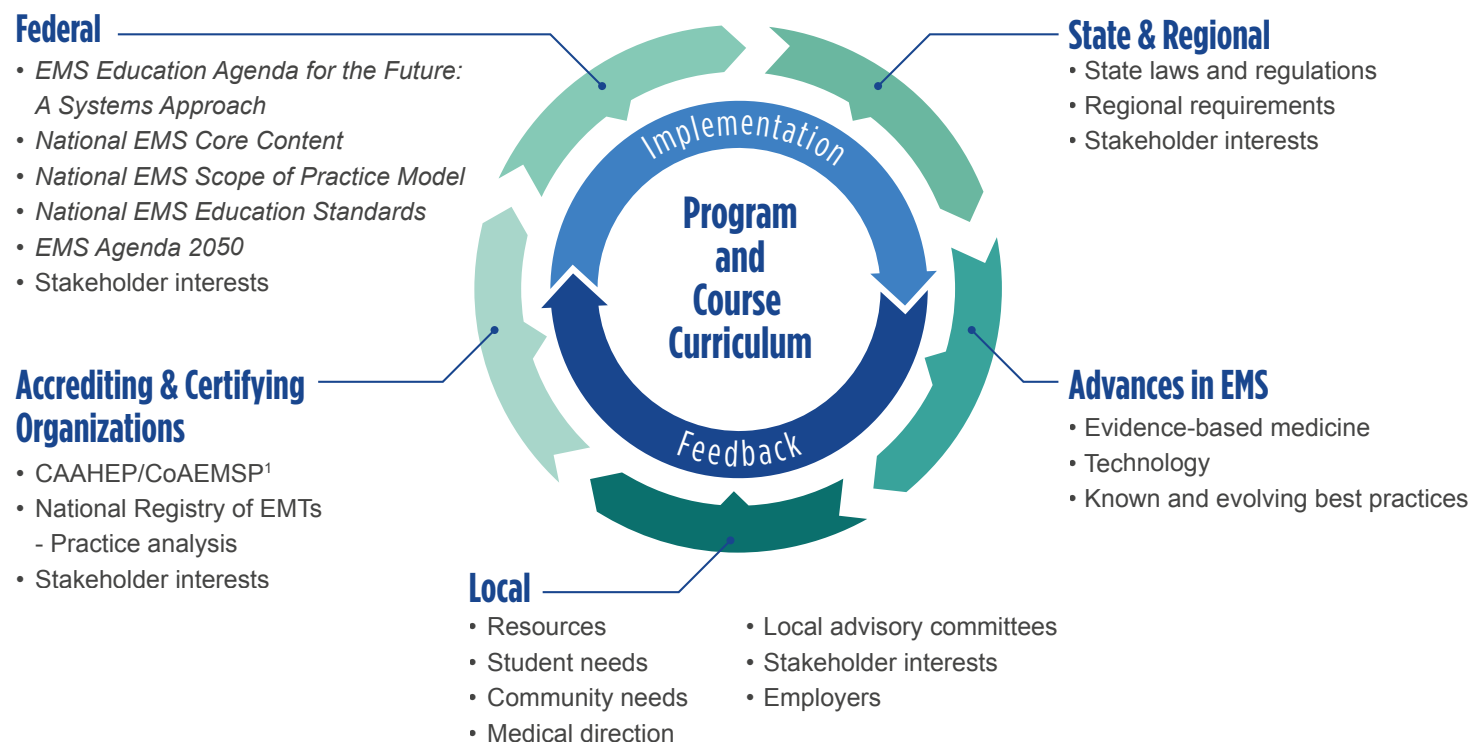 Federal
• EMS Education Agenda for the Future:
A Systems Approach
• National EMS Core Content
• National EMS Scope of Practice Model
• National EMS Education Standards
• EMS Agenda 2050
• Stakeholder interests
State & Regional
• State laws and regulations
• Regional requirements
• Stakeholder interests
Implementation
Program
and
Course
Curriculum
Feedback
Accrediting & Certifying
Organizations
• CAAHEP/CoAEMSP¹
• National Registry of EMTs
- Practice analysis
• Stakeholder interests
Advances in EMS
• Evidence-based medicine
• Technology
• Known and evolving best practices
Local
• Resources
• Student needs
• Community needs
• Medical direction
• Local advisory committees
• Stakeholder interests
• Employers